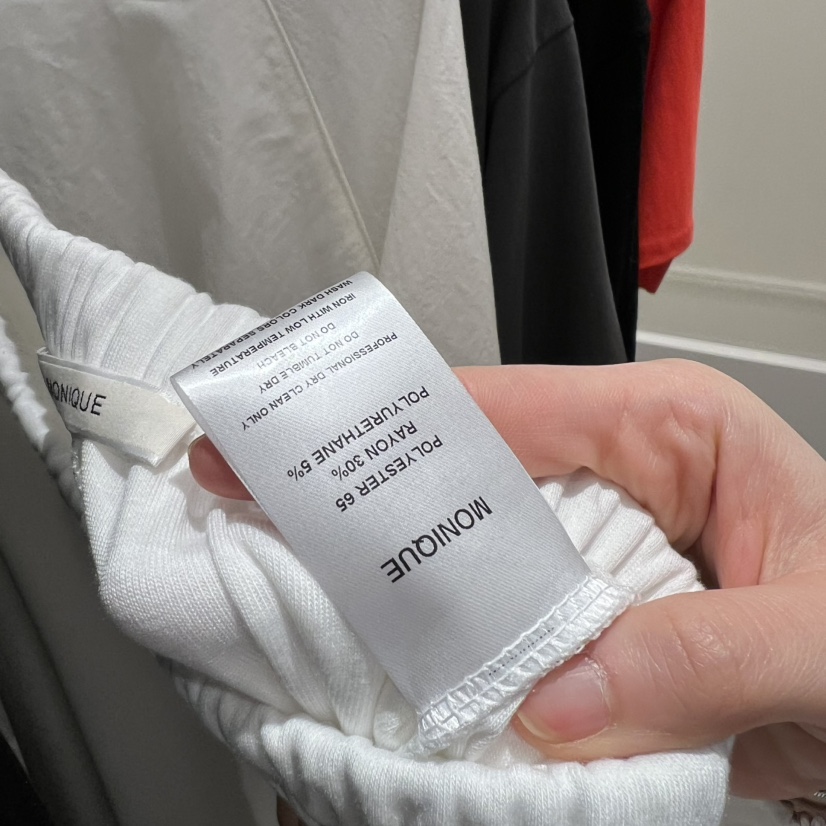 MONIQUE
MONIQUE
POLYESTER 65
RAYON 30%
POLYURETHANE 5%
PROFESSIONAL DRY CLEAN ONLY
DO NOT TUMBLE DRY
DO NOT BLEACH
IRON WITH LOW TEMPERATURE
WASH DARK COLORS SEPARATELY